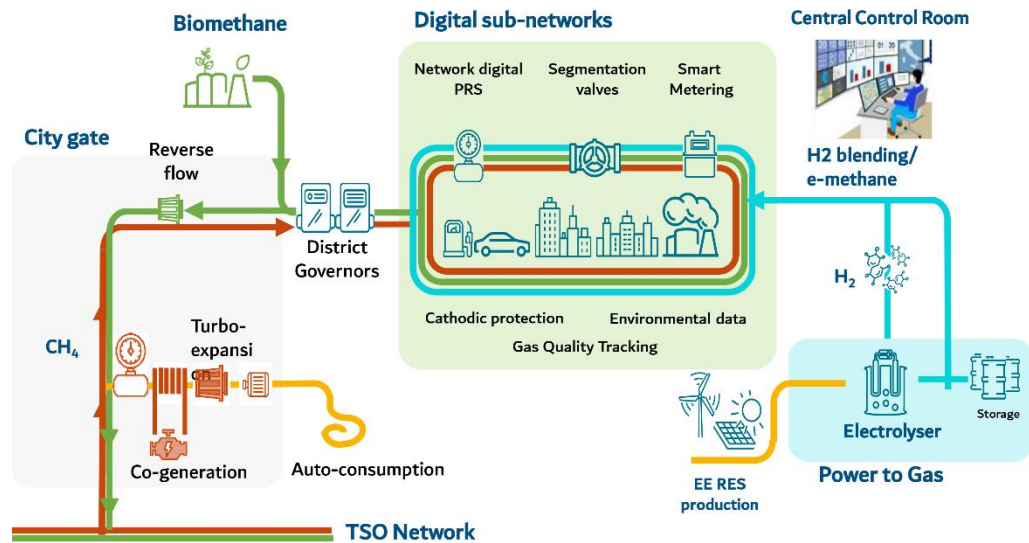 Biomethane
Digital sub-networks
Central Control Room
Network digital
PRS
Segmentation
valves
Smart
Metering
City gate
Reverse
flow
H2 blending/
e-methane
District
Governors
H2
Cathodic protection
Environmental data
Gas Quality Tracking
CH4
Turbo-
expansi
Co-generation
Auto-consumption
Electrolyser
Storage
EE RES
production
Power to Gas
TSO Network